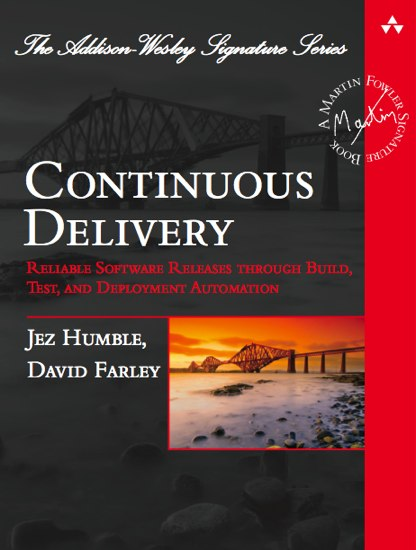 The Addison-Wesley Signature Series
A MARTIN FOWLER SIGNATURE BOOK
Martin
CONTINUOUS
DELIVERY
RELIABLE SOFTWARE RELEASES THROUGH BUILD,
TEST, AND DEPLOYMENT AUTOMATION
JEZ HUMBLE,
DAVID FARLEY